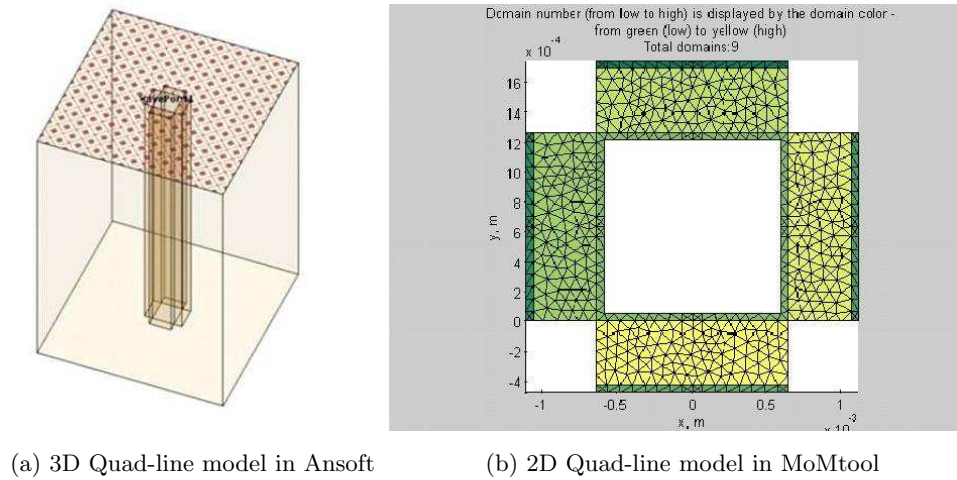 Domain number (from low to high) is displayed by the domain color -
from green (low) to yellow (high)
Total domains:9
x 10⁻⁴
16
14
12
10
8
6
4
2
0
-2
-4
y, m
-1 -0.5 0 0.5 1
x, m
x 10⁻³
(a) 3D Quad-line model in Ansoft
(b) 2D Quad-line model in MoMtool